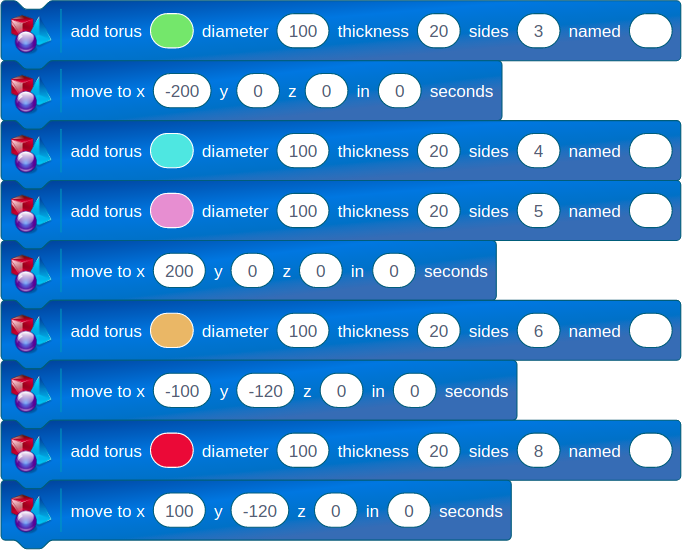 add torus diameter 100 thickness 20 sides 3 named
move to x -200 y 0 z 0 in 0 seconds
add torus diameter 100 thickness 20 sides 4 named
add torus diameter 100 thickness 20 sides 5 named
move to x 200 y 0 z 0 in 0 seconds
add torus diameter 100 thickness 20 sides 6 named
move to x -100 y -120 z 0 in 0 seconds
add torus diameter 100 thickness 20 sides 8 named
move to x 100 y -120 z 0 in 0 seconds